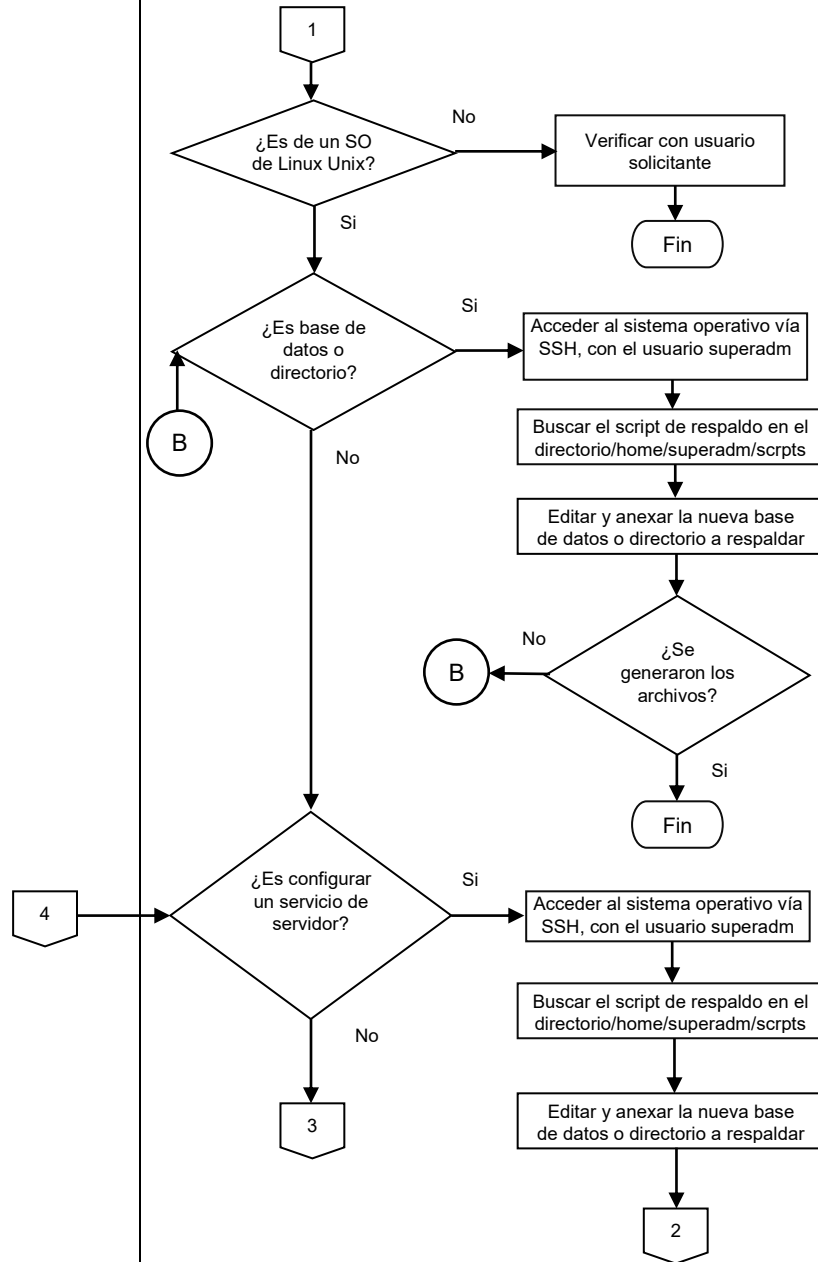 1
¿Es de un SO
de Linux Unix?
No
Verificar con usuario
solicitante
Si
Fin
¿Es base de
datos o
directorio?
Si
Acceder al sistema operativo vía
SSH, con el usuario superadm
B
No
Buscar el script de respaldo en el
directorio/home/superadm/scrpts
Editar y anexar la nueva base
de datos o directorio a respaldar
¿Se
generaron los
archivos?
No
B
Si
Fin
4
¿Es configurar
un servicio de
servidor?
Si
Acceder al sistema operativo vía
SSH, con el usuario superadm
No
Buscar el script de respaldo en el
directorio/home/superadm/scrpts
3
Editar y anexar la nueva base
de datos o directorio a respaldar
2